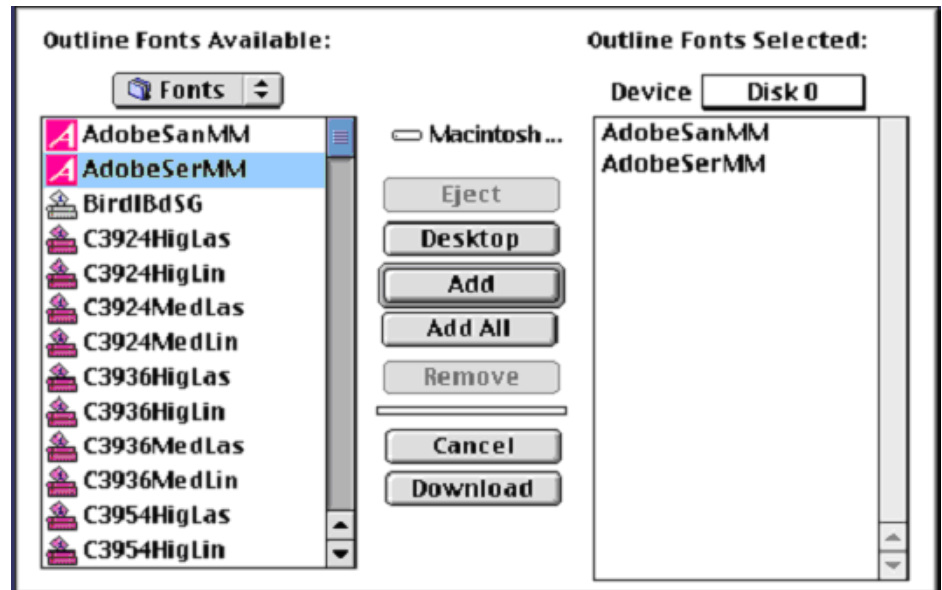 Outline Fonts Available:
Fonts
AdobeSanMM
AdobeSerMM
BirdIBdSG
C3924HigLas
C3924HigLin
C3924MedLas
C3924MedLin
C3936HigLas
C3936HigLin
C3936MedLas
C3936MedLin
C3954HigLas
C3954HigLin
Macintosh ...
Eject
Desktop
Add
Add All
Remove
Cancel
Download
Outline Fonts Selected:
Device Disk 0
AdobeSanMM
AdobeSerMM